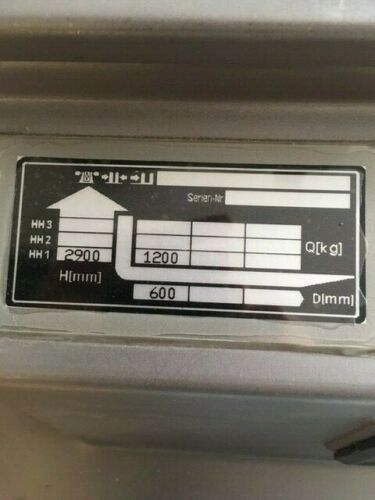 Serien-Nr
HH3
HH2
HH1 2900 1200 Q[kg]
H[mm]
600 D[mm]